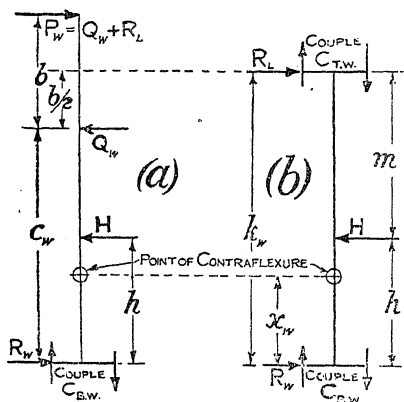 P_W = Q_W + R_L
b
b/2
Q_W
R_L
COUPLE
C_T.W.
(a)
(b)
m
C_W
k_W
H
H
POINT OF CONTRAFLEXURE
h
x_W
h
R_W
COUPLE
C_B.W.
R_W
COUPLE
C_B.W.